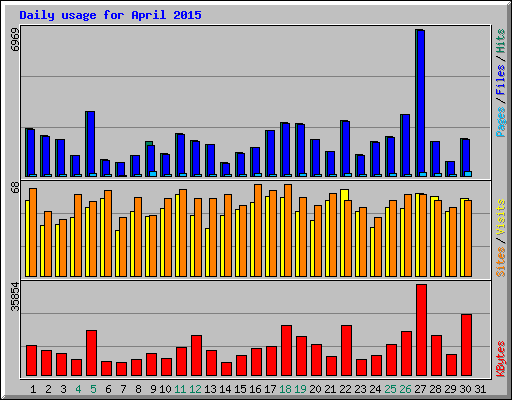 Daily usage for April 2015
6969
Pages / Files / Hits
68
Sites / Visits
35854
KBytes
1 2 3 4 5 6 7 8 9 10 11 12 13 14 15 16 17 18 19 20 21 22 23 24 25 26 27 28 29 30 31